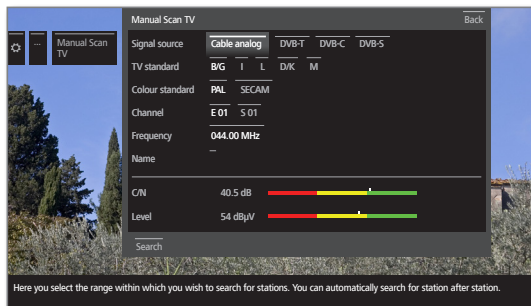 Manual Scan TV Back
... Manual Scan TV
Signal source Cable analog DVB-T DVB-C DVB-S
TV standard B/G I L D/K M
Colour standard PAL SECAM
Channel E 01 S 01
Frequency 044.00 MHz
Name –
C/N 40.5 dB
Level 54 dBµV
Search
Here you select the range within which you wish to search for stations. You can automatically search for station after station.